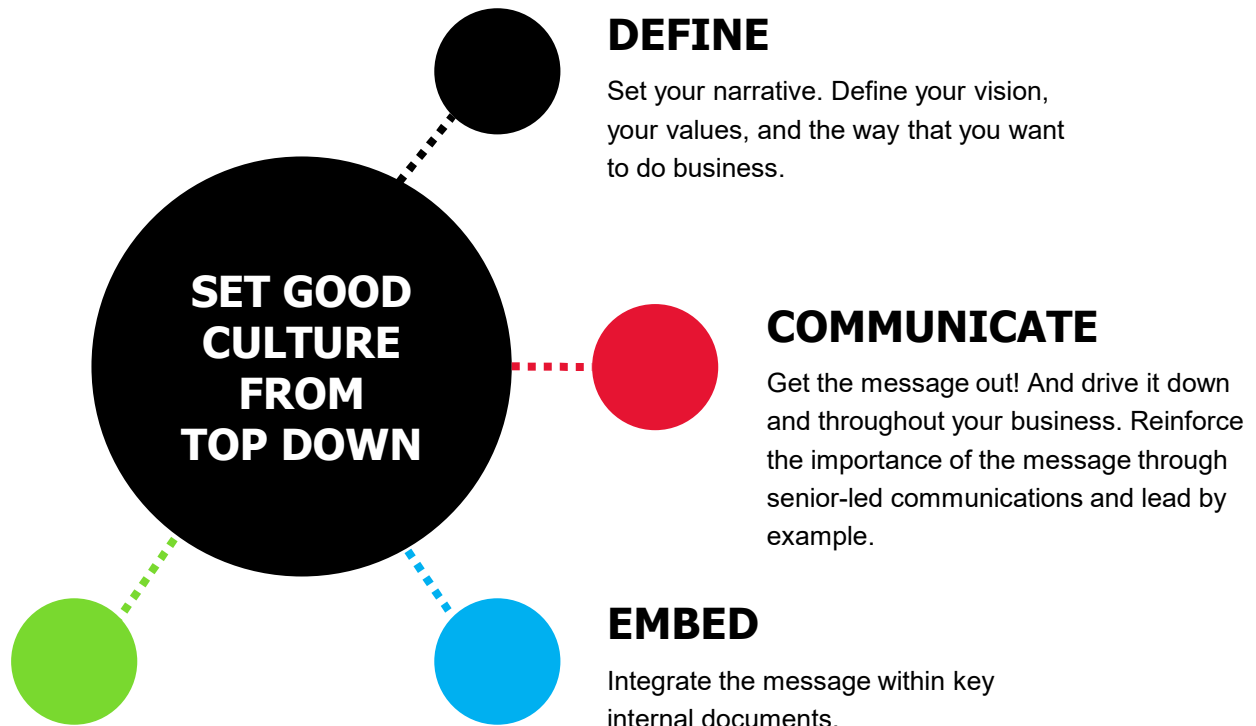 DEFINE
Set your narrative. Define your vision,
your values, and the way that you want
to do business.
SET GOOD
CULTURE
FROM
TOP DOWN
COMMUNICATE
Get the message out! And drive it down
and throughout your business. Reinforce
the importance of the message through
senior-led communications and lead by
example.
EMBED
Integrate the message within key
internal documents.